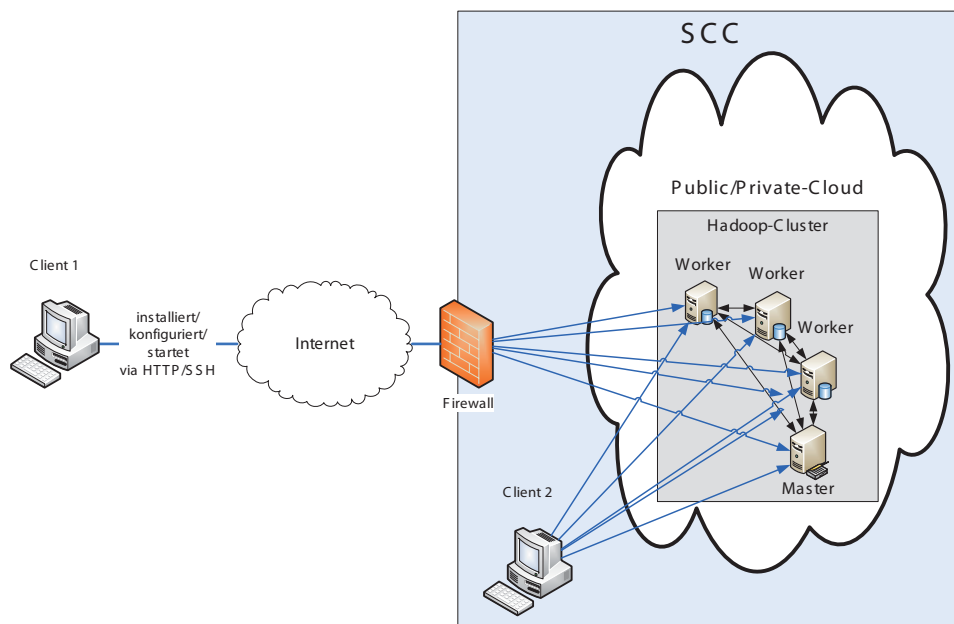 SCC
Public/Private-Cloud
Hadoop-Cluster
Worker
Worker
Worker
Master
Client 1
installiert/
konfiguriert/
startet
via HTTP/SSH
Internet
Firewall
Client 2